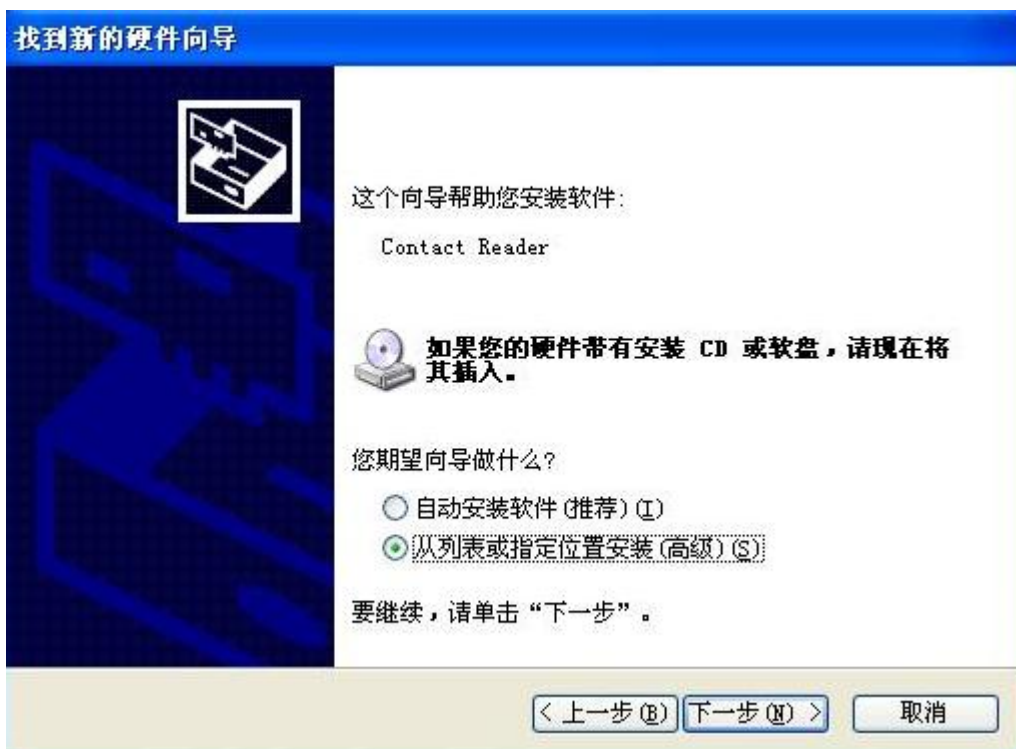 找到新的硬件向导
这个向导帮助您安装软件:
Contact Reader
如果您的硬件带有安装 CD 或软盘，请现在将
其插入。
您期望向导做什么?
自动安装软件(推荐)(I)
从列表或指定位置安装(高级)(S)
要继续，请单击“下一步”。
< 上一步(B) 下一步(N) > 取消